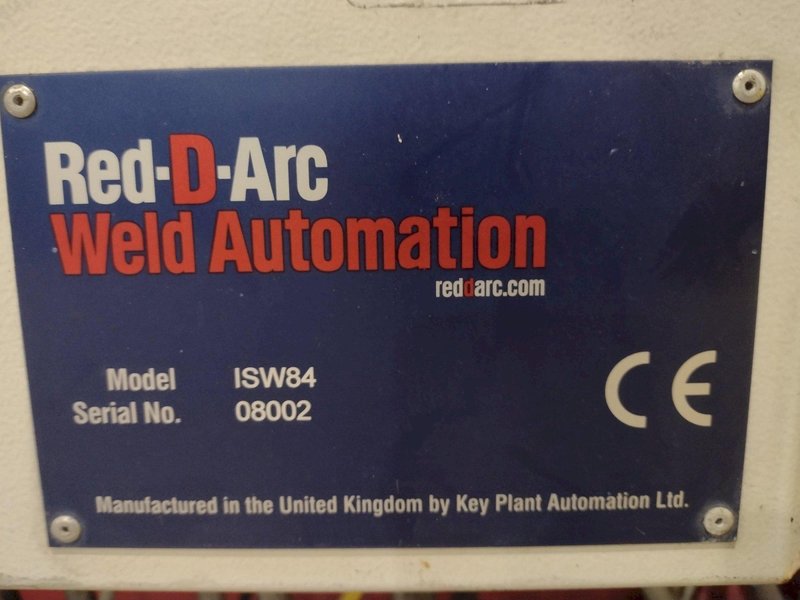 Red-D-Arc
Weld Automation
reddarc.com
Model ISW84
Serial No. 08002
CE
Manufactured in the United Kingdom by Key Plant Automation Ltd.